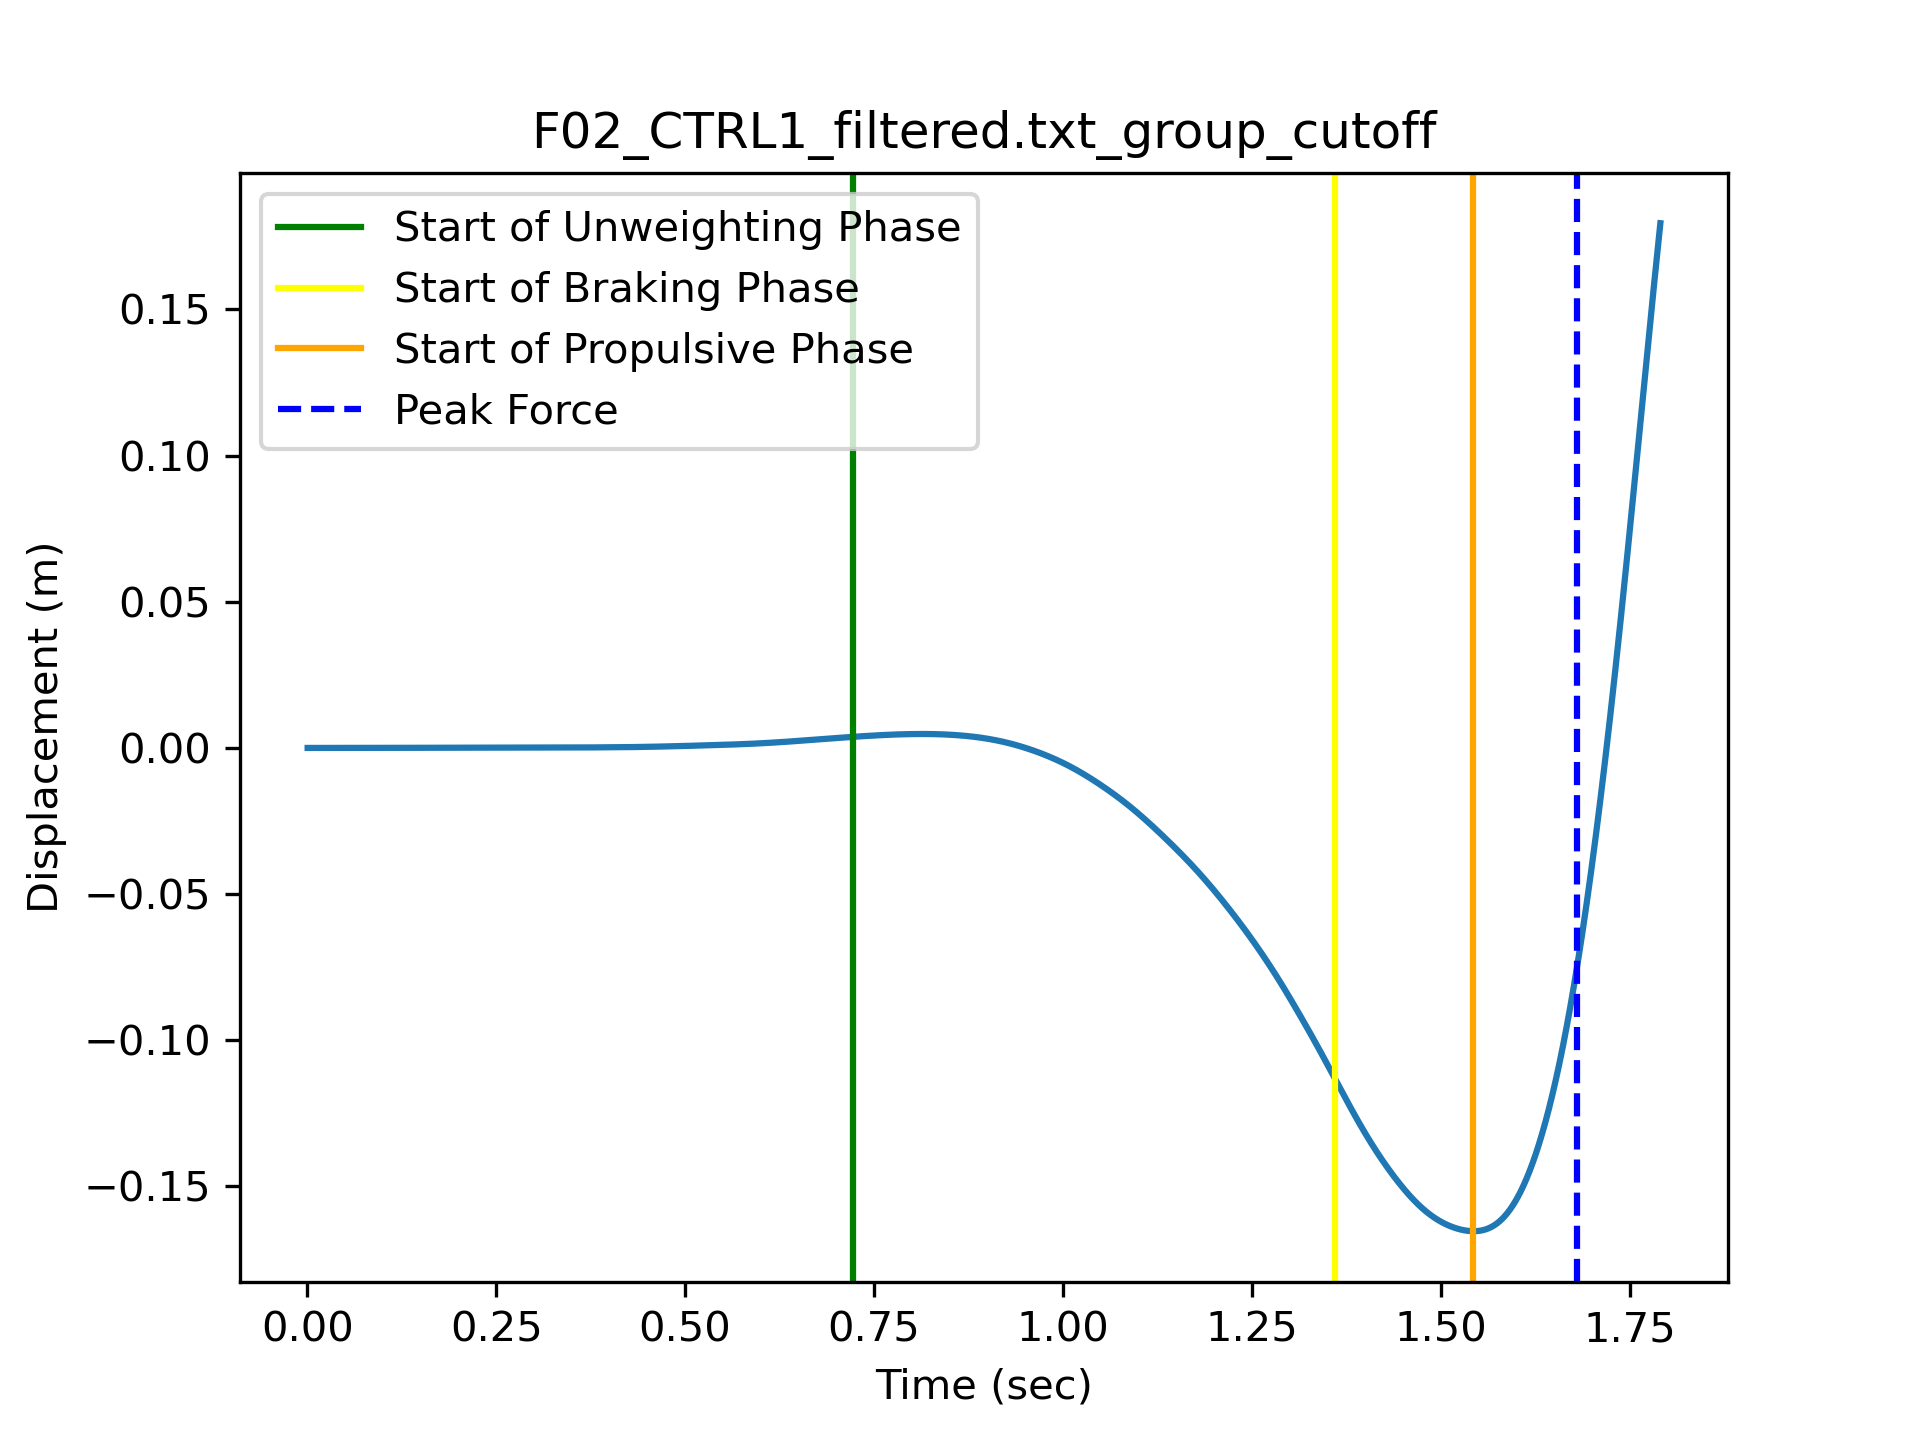 F02_CTRL1_filtered.txt_group_cutoff
Start of Unweighting Phase
Start of Braking Phase
Start of Propulsive Phase
Peak Force
Displacement (m)
0.15
0.10
0.05
0.00
−0.05
−0.10
−0.15
0.00 0.25 0.50 0.75 1.00 1.25 1.50 1.75
Time (sec)